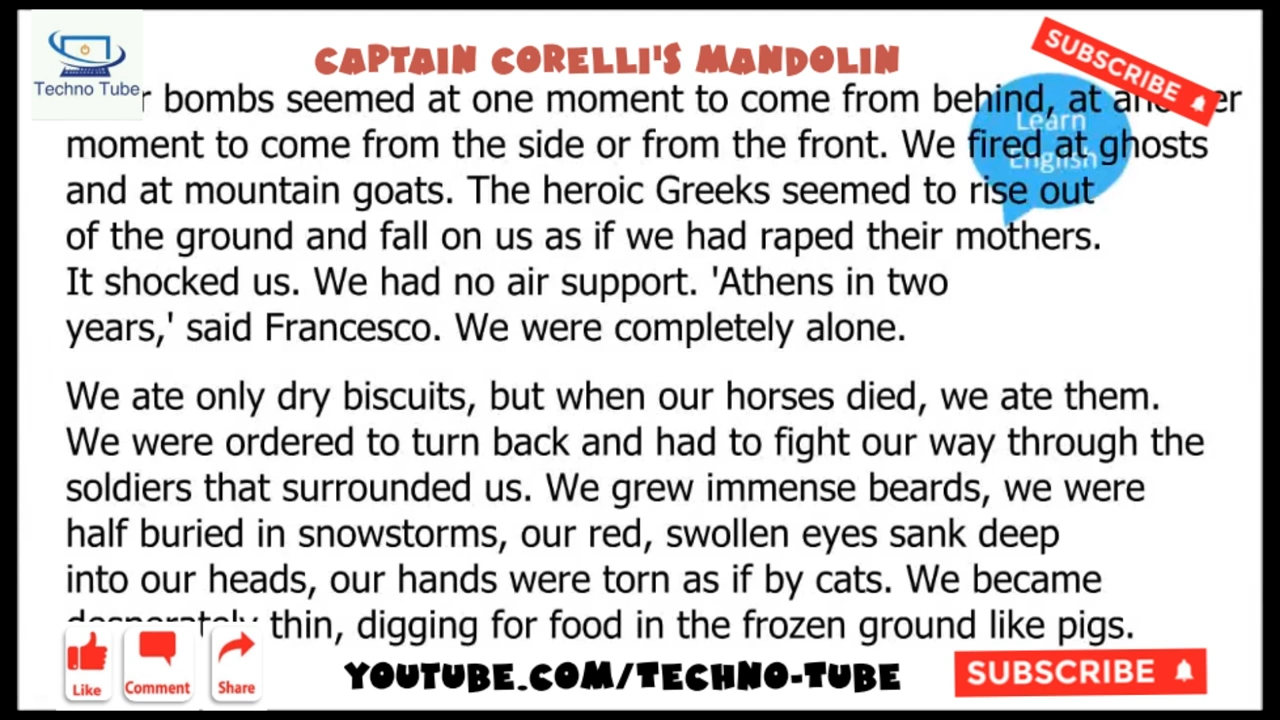 CAPTAIN CORELLI'S MANDOLIN
SUBSCRIBE
Techno Tube
Learn
English
bombs seemed at one moment to come from behind, at another
moment to come from the side or from the front. We fired at ghosts
and at mountain goats. The heroic Greeks seemed to rise out
of the ground and fall on us as if we had raped their mothers.
It shocked us. We had no air support. 'Athens in two
years,' said Francesco. We were completely alone.
We ate only dry biscuits, but when our horses died, we ate them.
We were ordered to turn back and had to fight our way through the
soldiers that surrounded us. We grew immense beards, we were
half buried in snowstorms, our red, swollen eyes sank deep
into our heads, our hands were torn as if by cats. We became
desperately thin, digging for food in the frozen ground like pigs.
Like
Comment
Share
YOUTUBE.COM/TECHNO-TUBE
SUBSCRIBE